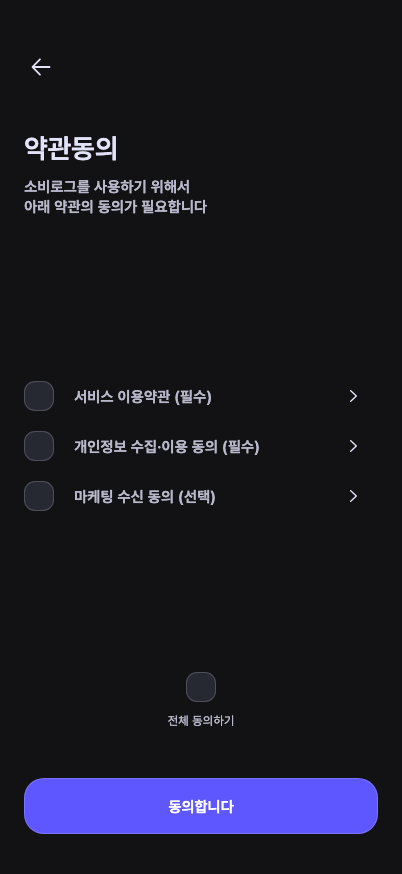 약관동의
소비로그를 사용하기 위해서
아래 약관의 동의가 필요합니다
서비스 이용약관 (필수)
개인정보 수집·이용 동의 (필수)
마케팅 수신 동의 (선택)
전체 동의하기
동의합니다